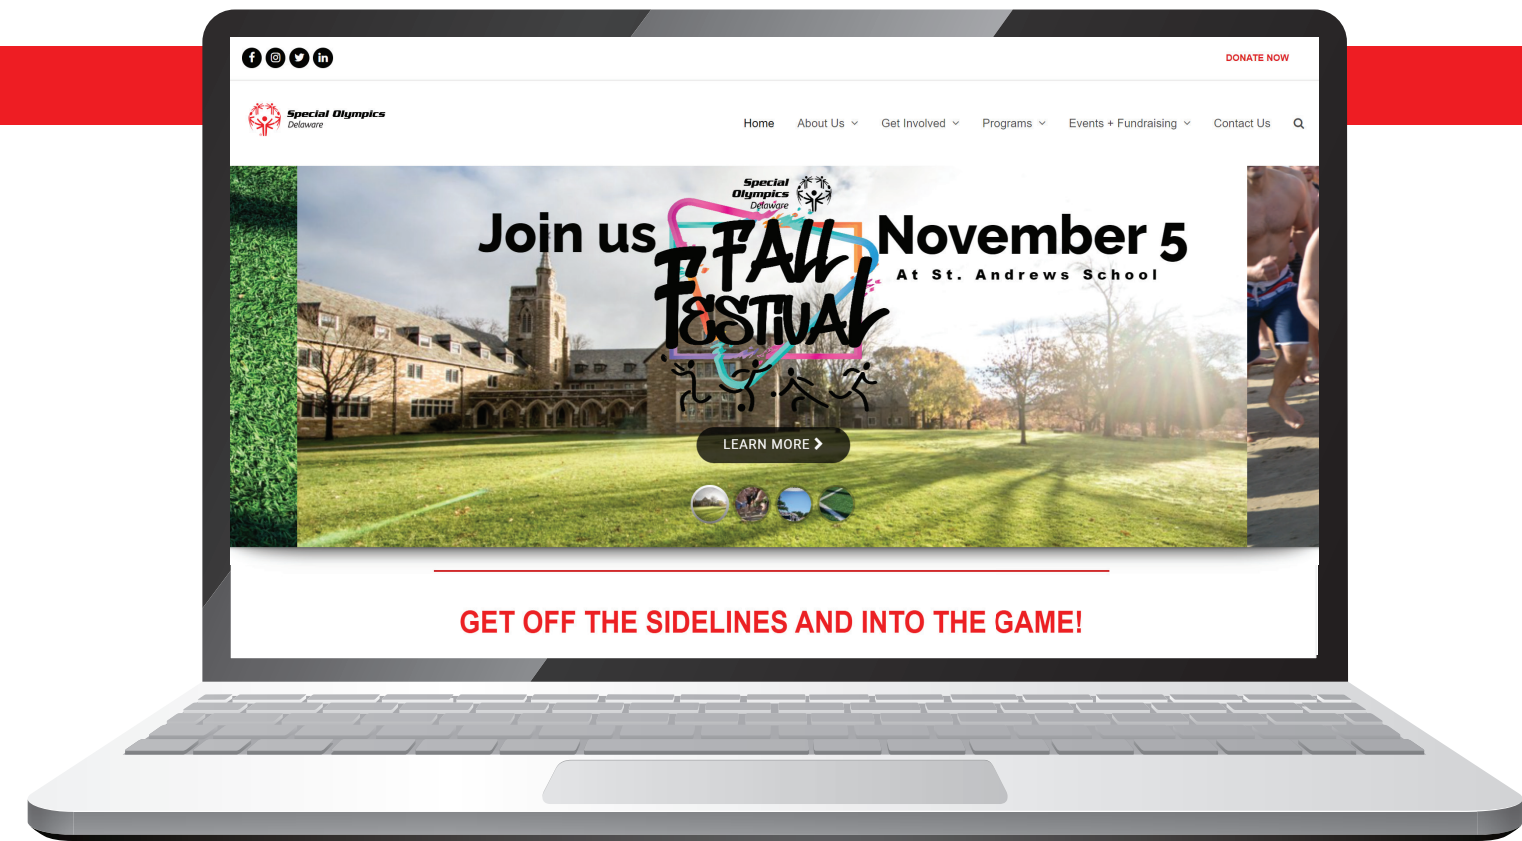 DONATE NOW
Special Olympics
Delaware
Home About Us Get Involved Programs Events + Fundraising Contact Us
Special
Olympics
Delaware
Join us
FALL
FESTIVAL
November 5
At St. Andrews School
LEARN MORE
GET OFF THE SIDELINES AND INTO THE GAME!